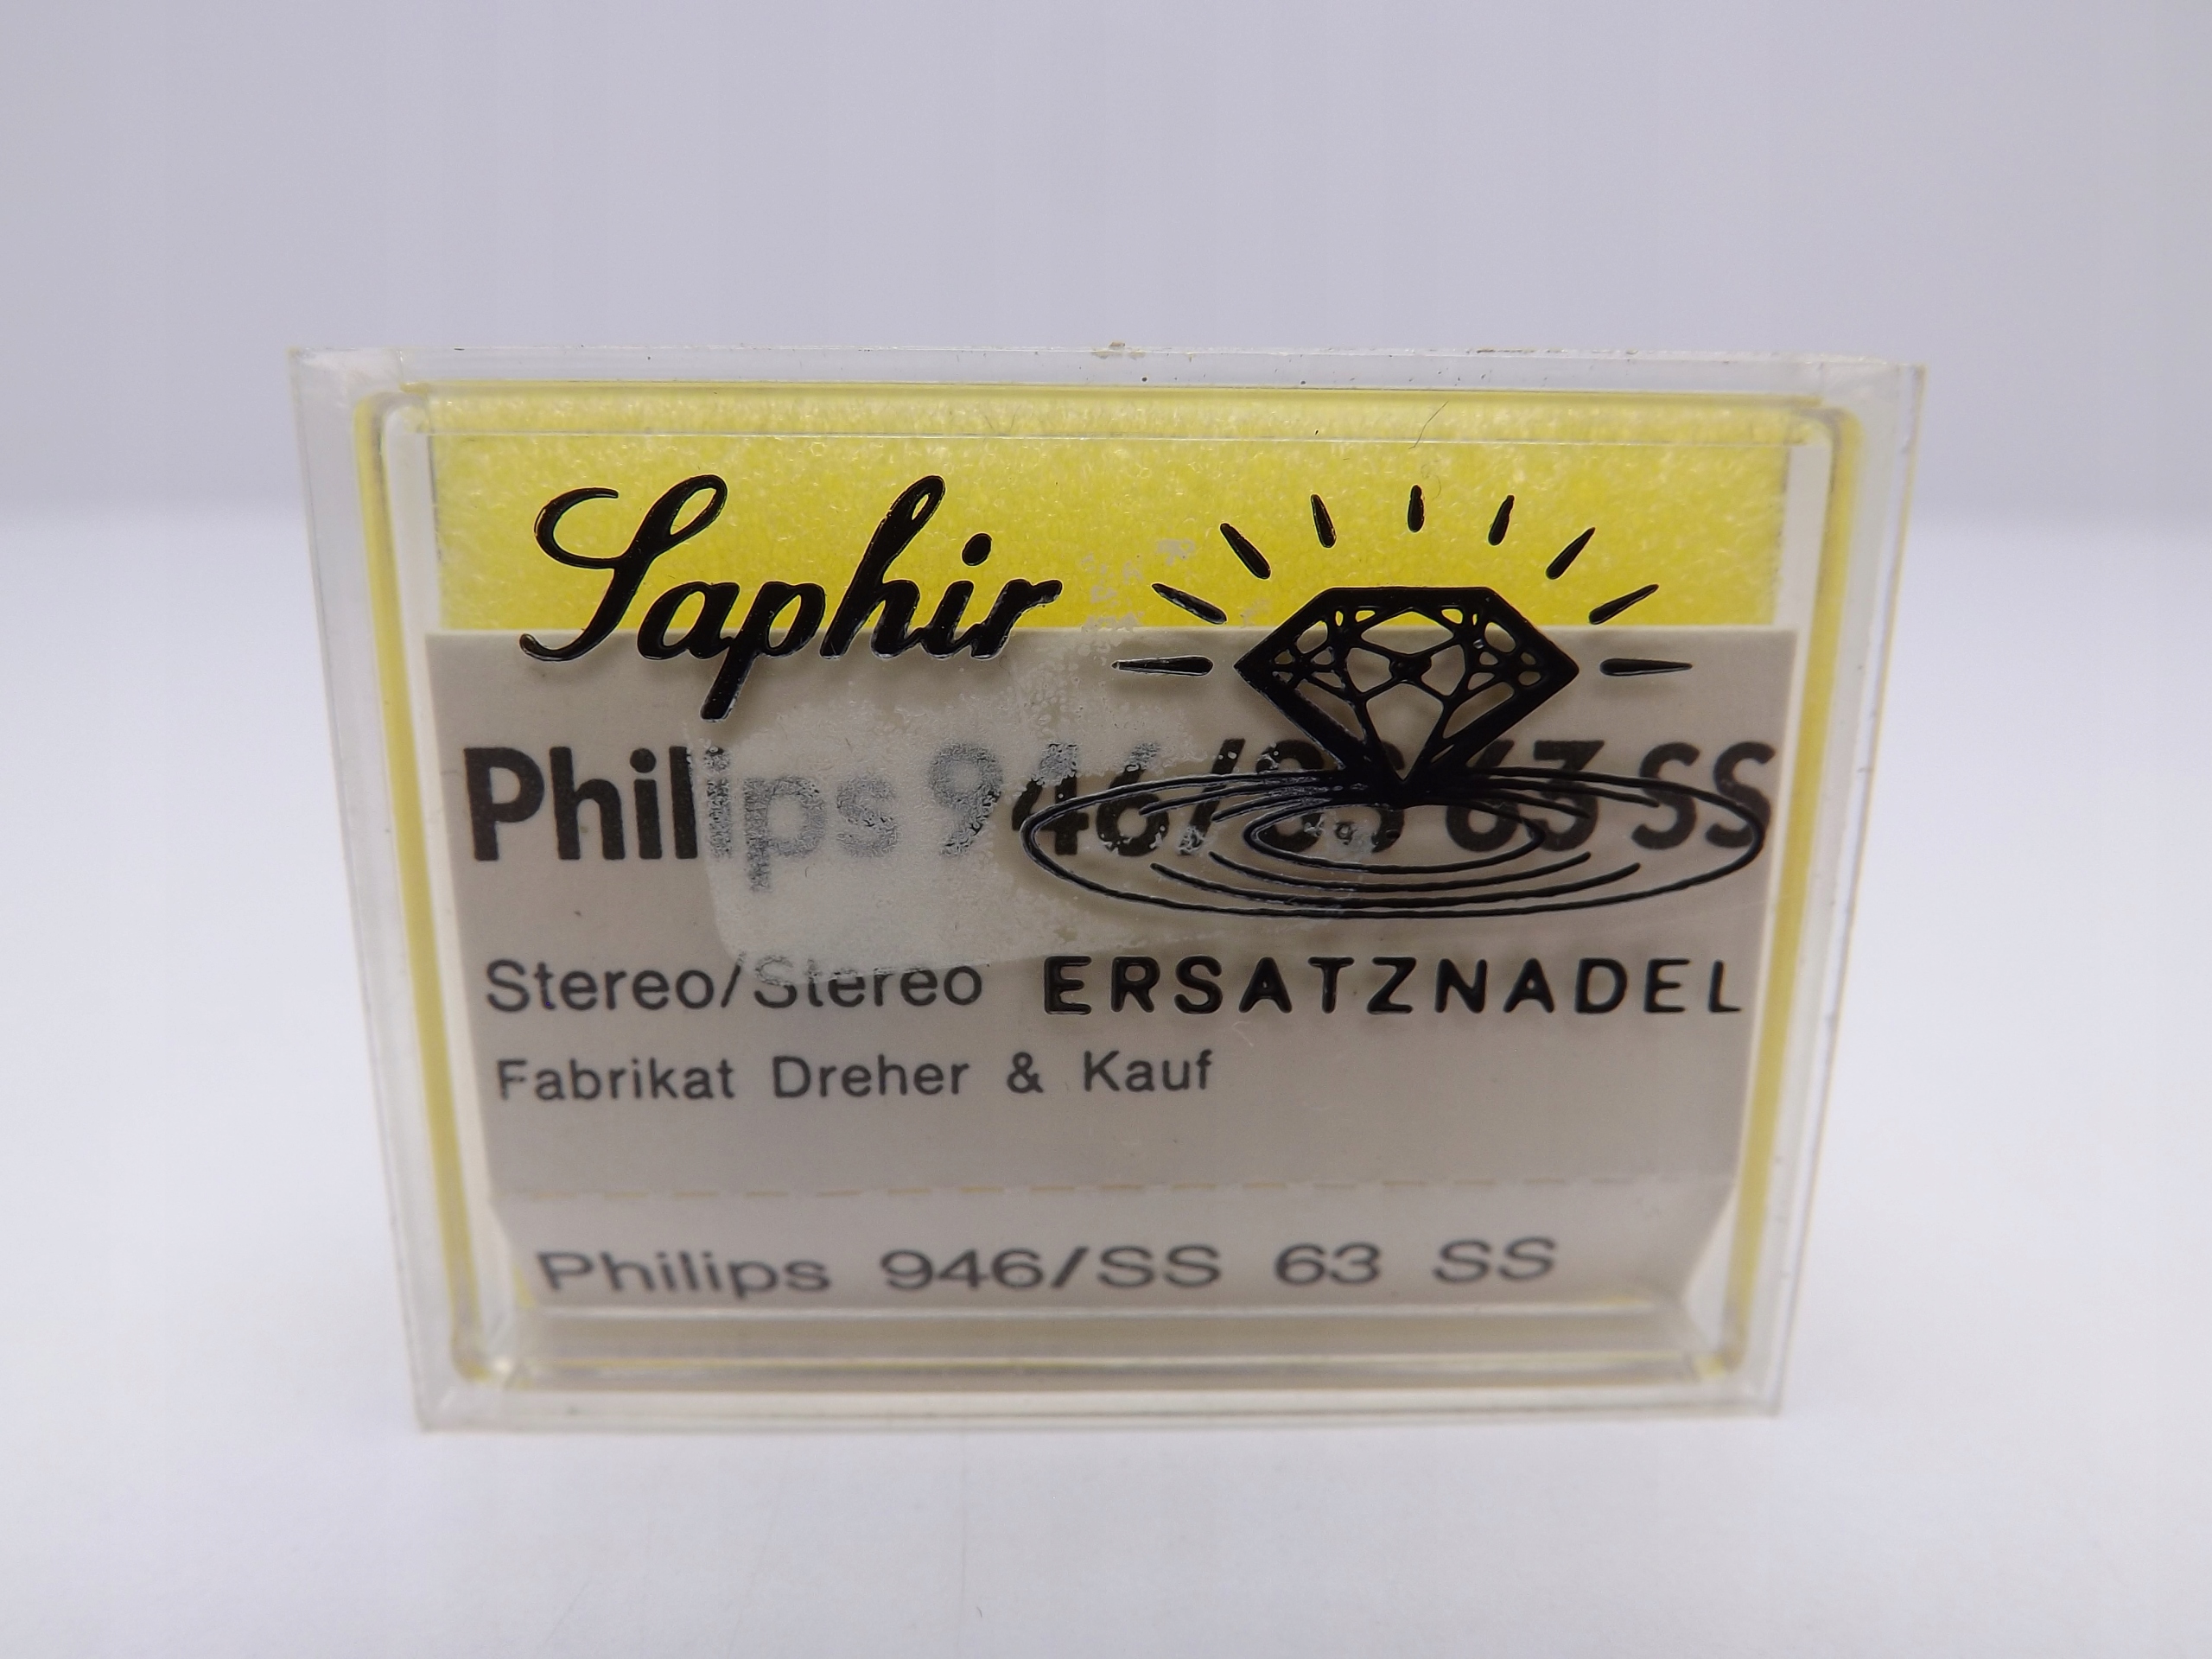 Saphir
Philips 946/SS 63 SS
Stereo/Stereo ERSATZNADEL
Fabrikat Dreher & Kauf
Philips 946/SS 63 SS